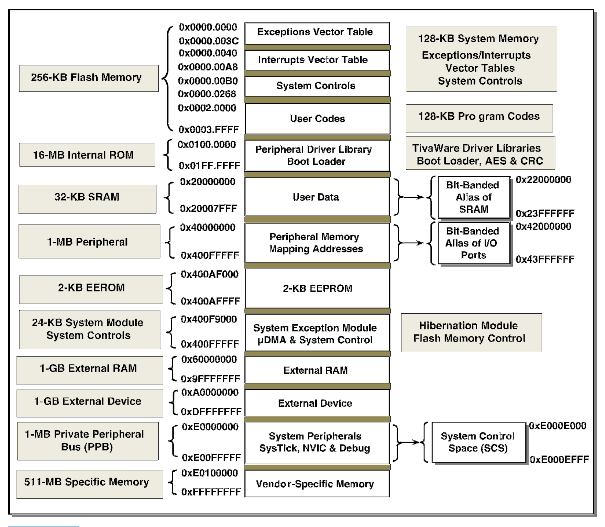 0x0000.0000
Exceptions Vector Table
0x0000.003C
0x0000.0040
Interrupts Vector Table
0x0000.00A8
256-KB Flash Memory
0x0000.00B0
System Controls
0x0000.0268
0x0002.0000
User Codes
0x0003.FFFF
128-KB System Memory
Exceptions/Interrupts
Vector Tables
System Controls
128-KB Pro gram Codes
16-MB Internal ROM
0x0100.0000
0x01FF.FFFF
Peripheral Driver Library
Boot Loader
TivaWare Driver Libraries
Boot Loader, AES & CRC
32-KB SRAM
0x20000000
0x20007FFF
User Data
Bit-Banded
Alias of
SRAM
0x22000000
0x23FFFFFF
1-MB Peripheral
0x40000000
0x400FFFFF
Peripheral Memory
Mapping Addresses
Bit-Banded
Alias of I/O
Ports
0x42000000
0x43FFFFFF
2-KB EEROM
0x400AF000
0x400AFFFF
2-KB EEPROM
24-KB System Module
System Controls
0x400F9000
0x400FFFFF
System Exception Module
µDMA & System Control
Hibernation Module
Flash Memory Control
1-GB External RAM
0x60000000
0x9FFFFFFF
External RAM
1-GB External Device
0xA0000000
0xDFFFFFFF
External Device
1-MB Private Peripheral
Bus (PPB)
0xE0000000
0xE00FFFFF
System Peripherals
SysTick, NVIC & Debug
System Control
Space (SCS)
0xE000E000
0xE000EFFF
511-MB Specific Memory
0xE0100000
0xFFFFFFFF
Vendor-Specific Memory